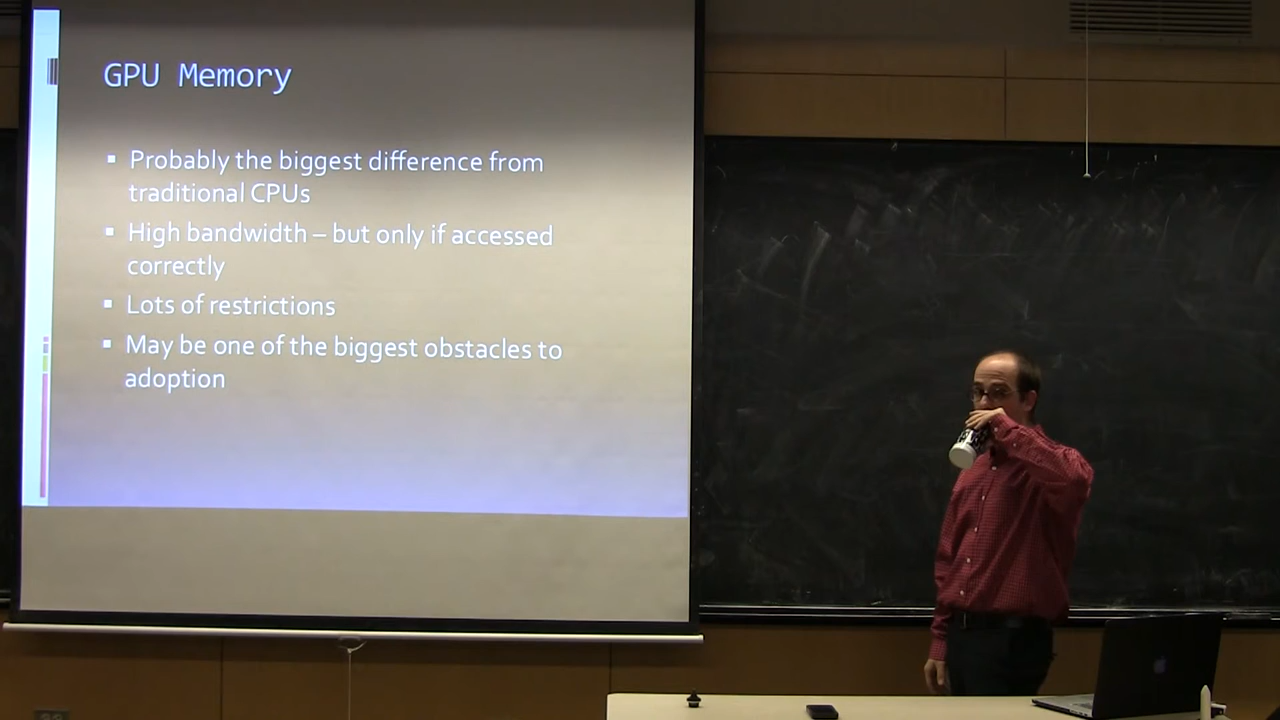 GPU Memory
▪ Probably the biggest difference from
traditional CPUs
▪ High bandwidth – but only if accessed
correctly
▪ Lots of restrictions
▪ May be one of the biggest obstacles to
adoption